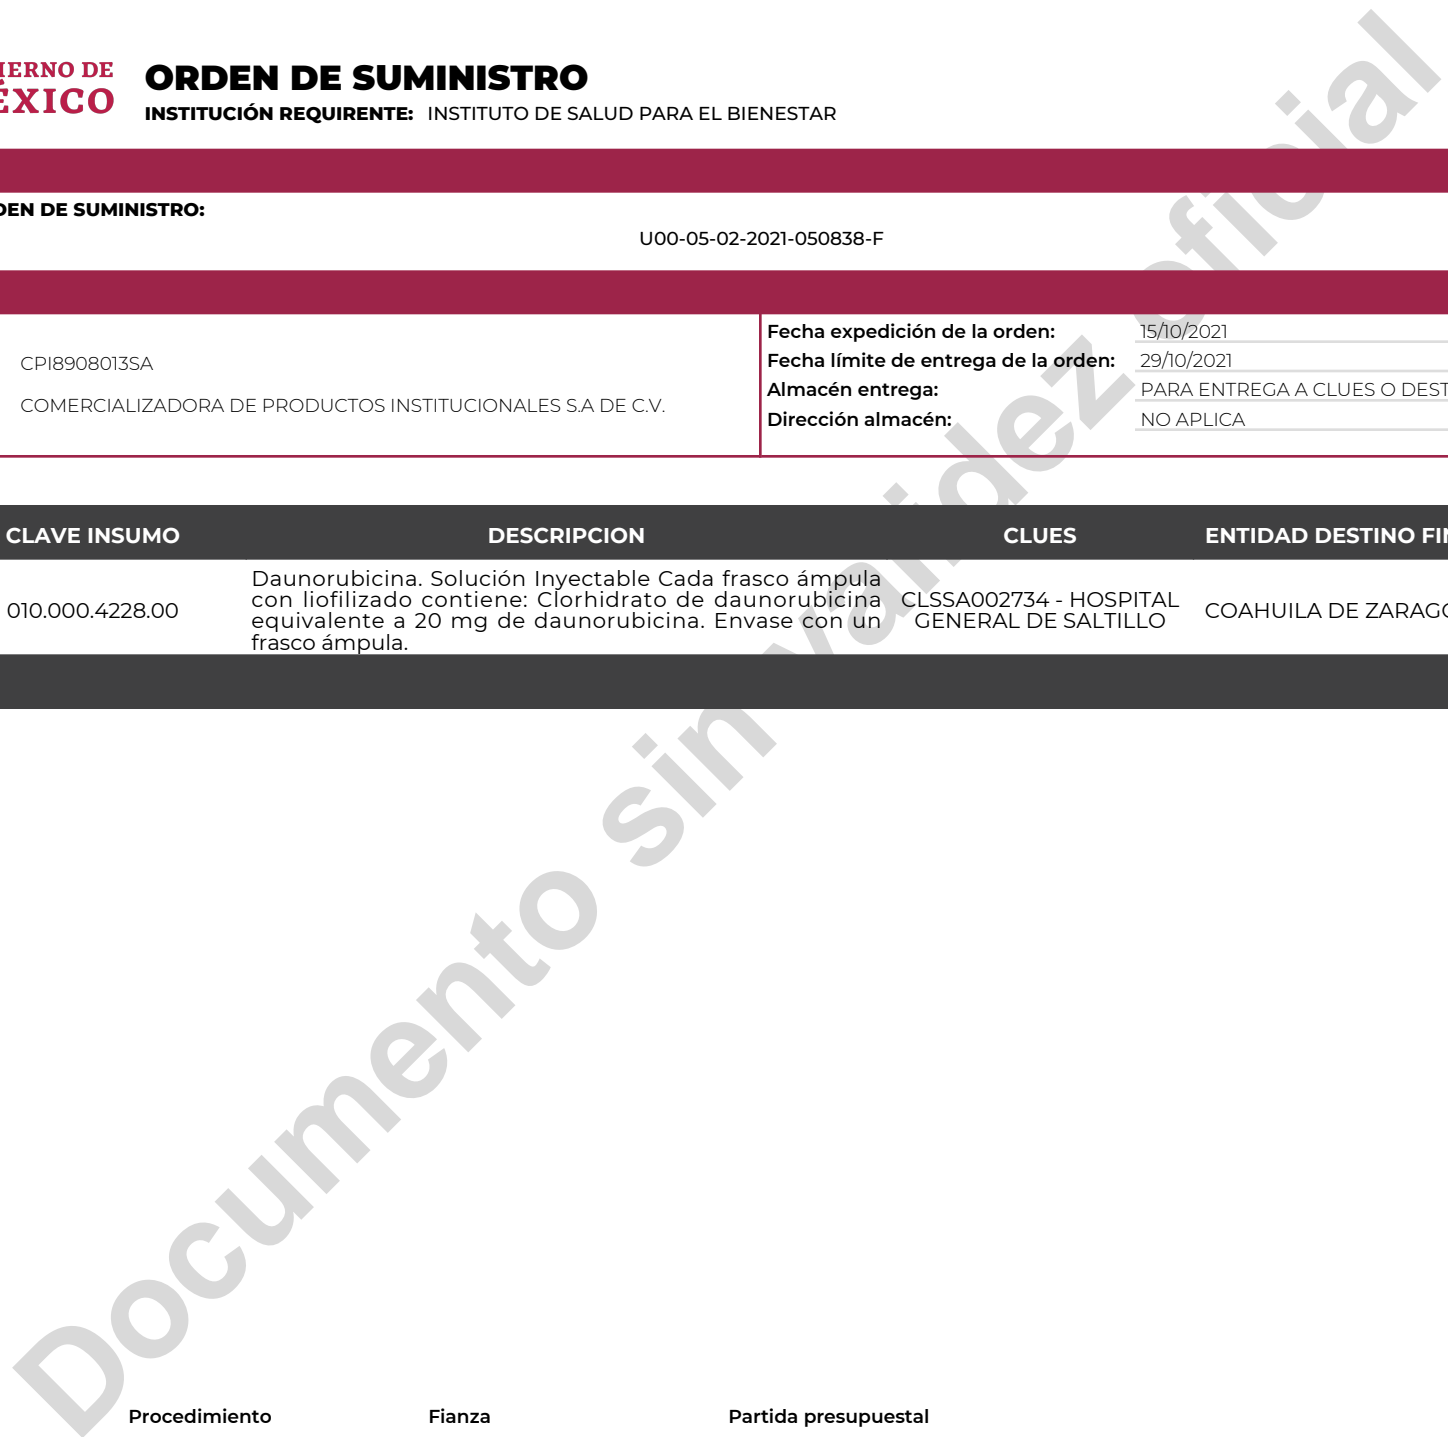 IERNO DE
ÉXICO
ORDEN DE SUMINISTRO
INSTITUCIÓN REQUIRENTE: INSTITUTO DE SALUD PARA EL BIENESTAR
DEN DE SUMINISTRO:
U00-05-02-2021-050838-F
CPI8908013SA
COMERCIALIZADORA DE PRODUCTOS INSTITUCIONALES S.A DE C.V.
Fecha expedición de la orden: 15/10/2021
Fecha límite de entrega de la orden: 29/10/2021
Almacén entrega: PARA ENTREGA A CLUES O DEST
Dirección almacén: NO APLICA
CLAVE INSUMO DESCRIPCION CLUES ENTIDAD DESTINO FIN
010.000.4228.00
Daunorubicina. Solución Inyectable Cada frasco ámpula
con liofilizado contiene: Clorhidrato de daunorubicina
equivalente a 20 mg de daunorubicina. Envase con un
frasco ámpula.
CLSSA002734 - HOSPITAL
GENERAL DE SALTILLO
COAHUILA DE ZARAGO
Documento sin validez oficial
Procedimiento Fianza Partida presupuestal